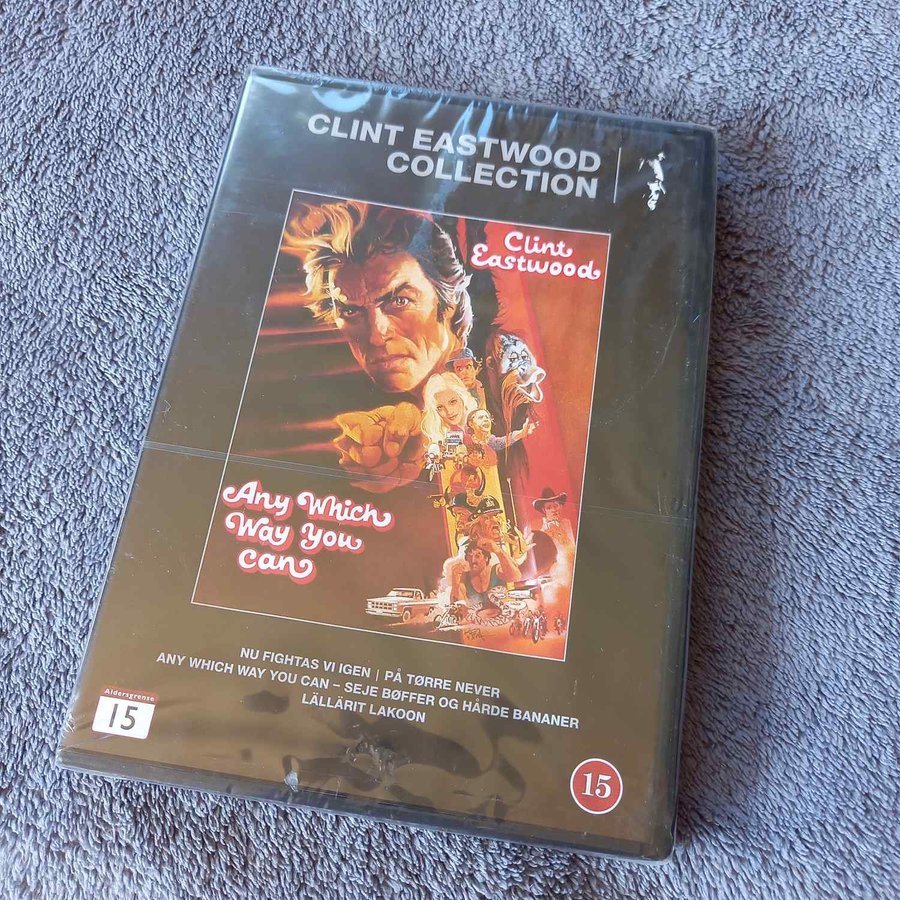 CLINT EASTWOOD
COLLECTION
Clint
Eastwood
Any Which
Way You
Can
NU FIGHTAS VI IGEN | PÅ TØRRE NEVER
ANY WHICH WAY YOU CAN – SEJE BØFFER OG HÅRDE BANANER
LÄLLÄRIT LAKOON
Aldersgrense
15
15